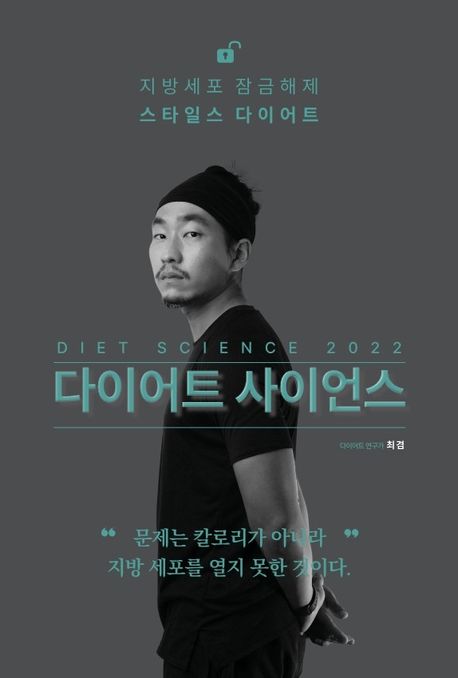 지방세포 잠금해제
스타일스 다이어트
DIET SCIENCE 2022
다이어트 사이언스
다이어트 연구가 최겸
❝ 문제는 칼로리가 아니라 ❞
지방 세포를 열지 못한 것이다.